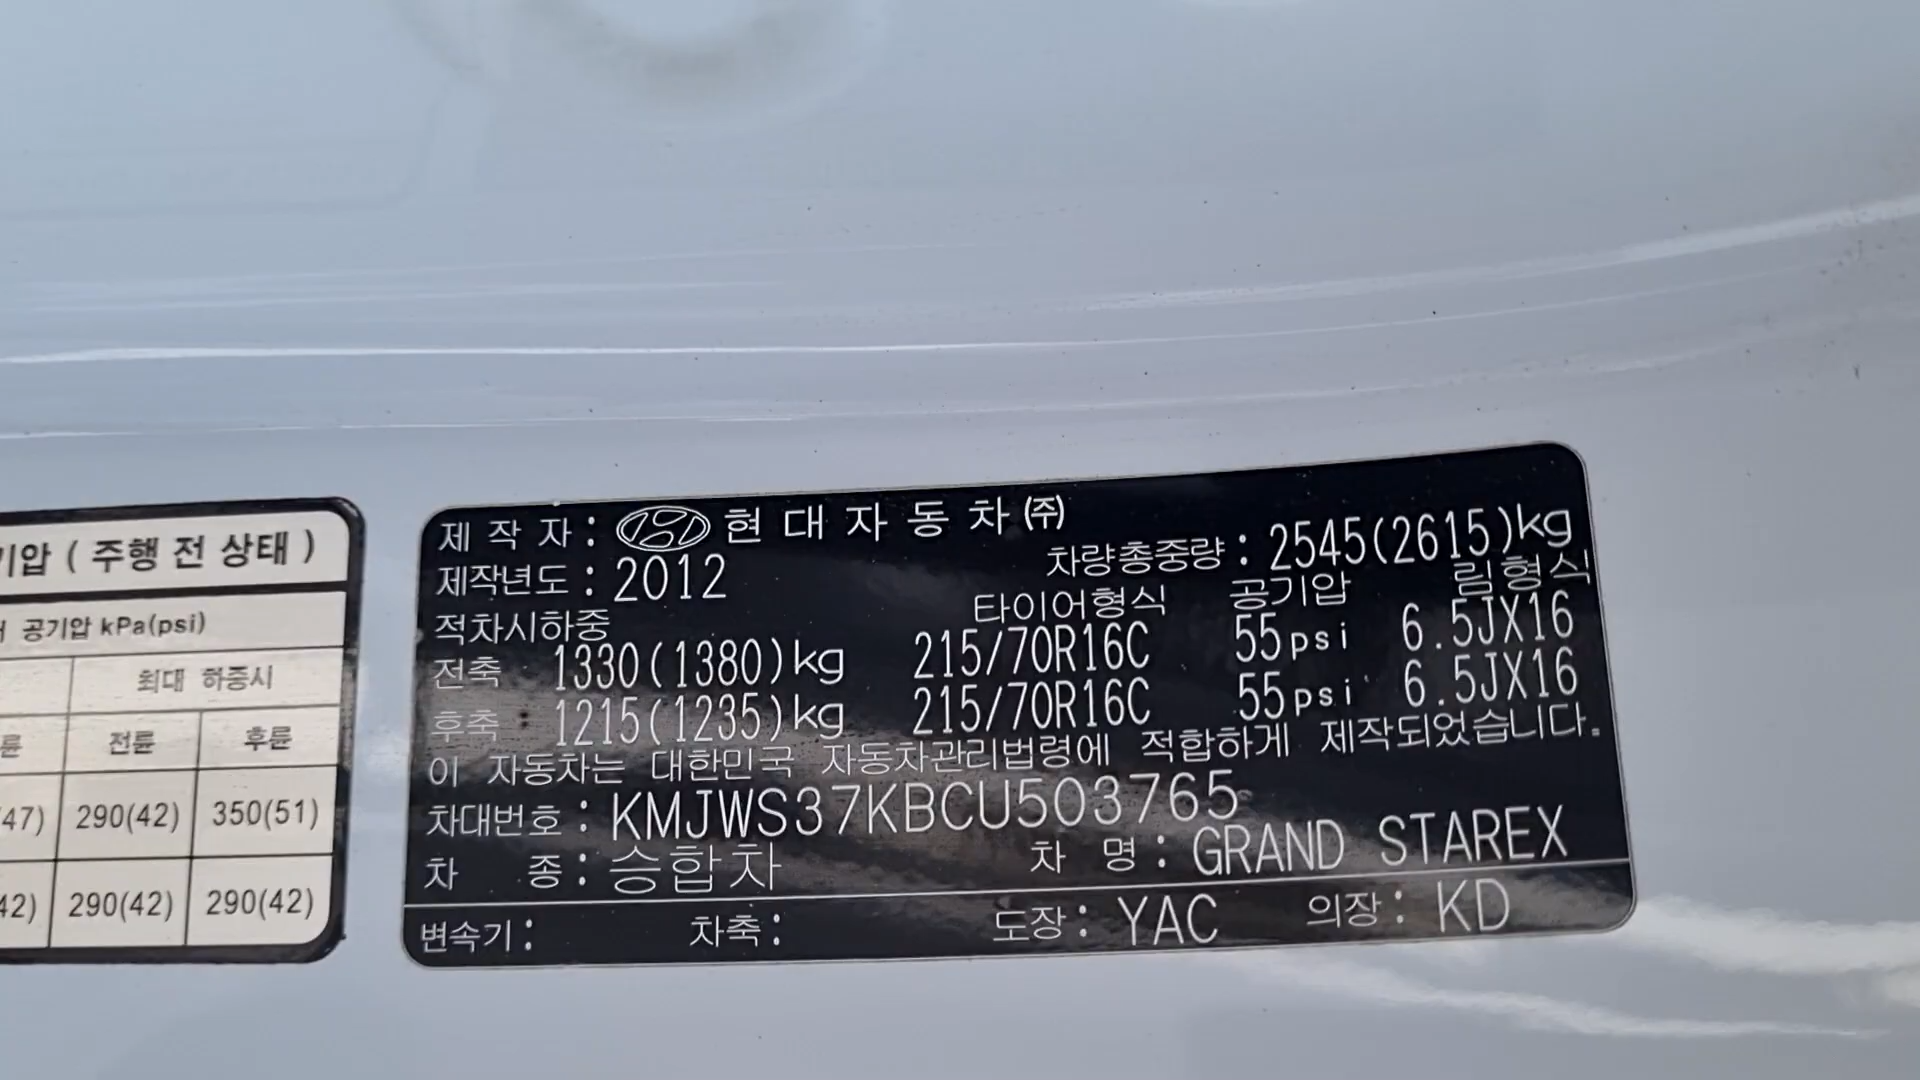 기압 ( 주행 전 상태 )
공기압 kPa(psi)
최대 하중시
륜 전륜 후륜
47) 290(42) 350(51)
42) 290(42) 290(42)
제 작 자 : 현 대 자 동 차 ㈜
제작년도 : 2012 차량총중량 : 2545(2615)kg
적차시하중 타이어형식 공기압 림형식
전축 : 1330(1380)kg 215/70R16C 55psi 6.5JX16
후축 : 1215(1235)kg 215/70R16C 55psi 6.5JX16
이 자동차는 대한민국 자동차관리법령에 적합하게 제작되었습니다.
차대번호 : KMJWS37KBCU503765
차 종 : 승합차 차 명 : GRAND STAREX
변속기 : 차축 : 도장 : YAC 의장 : KD